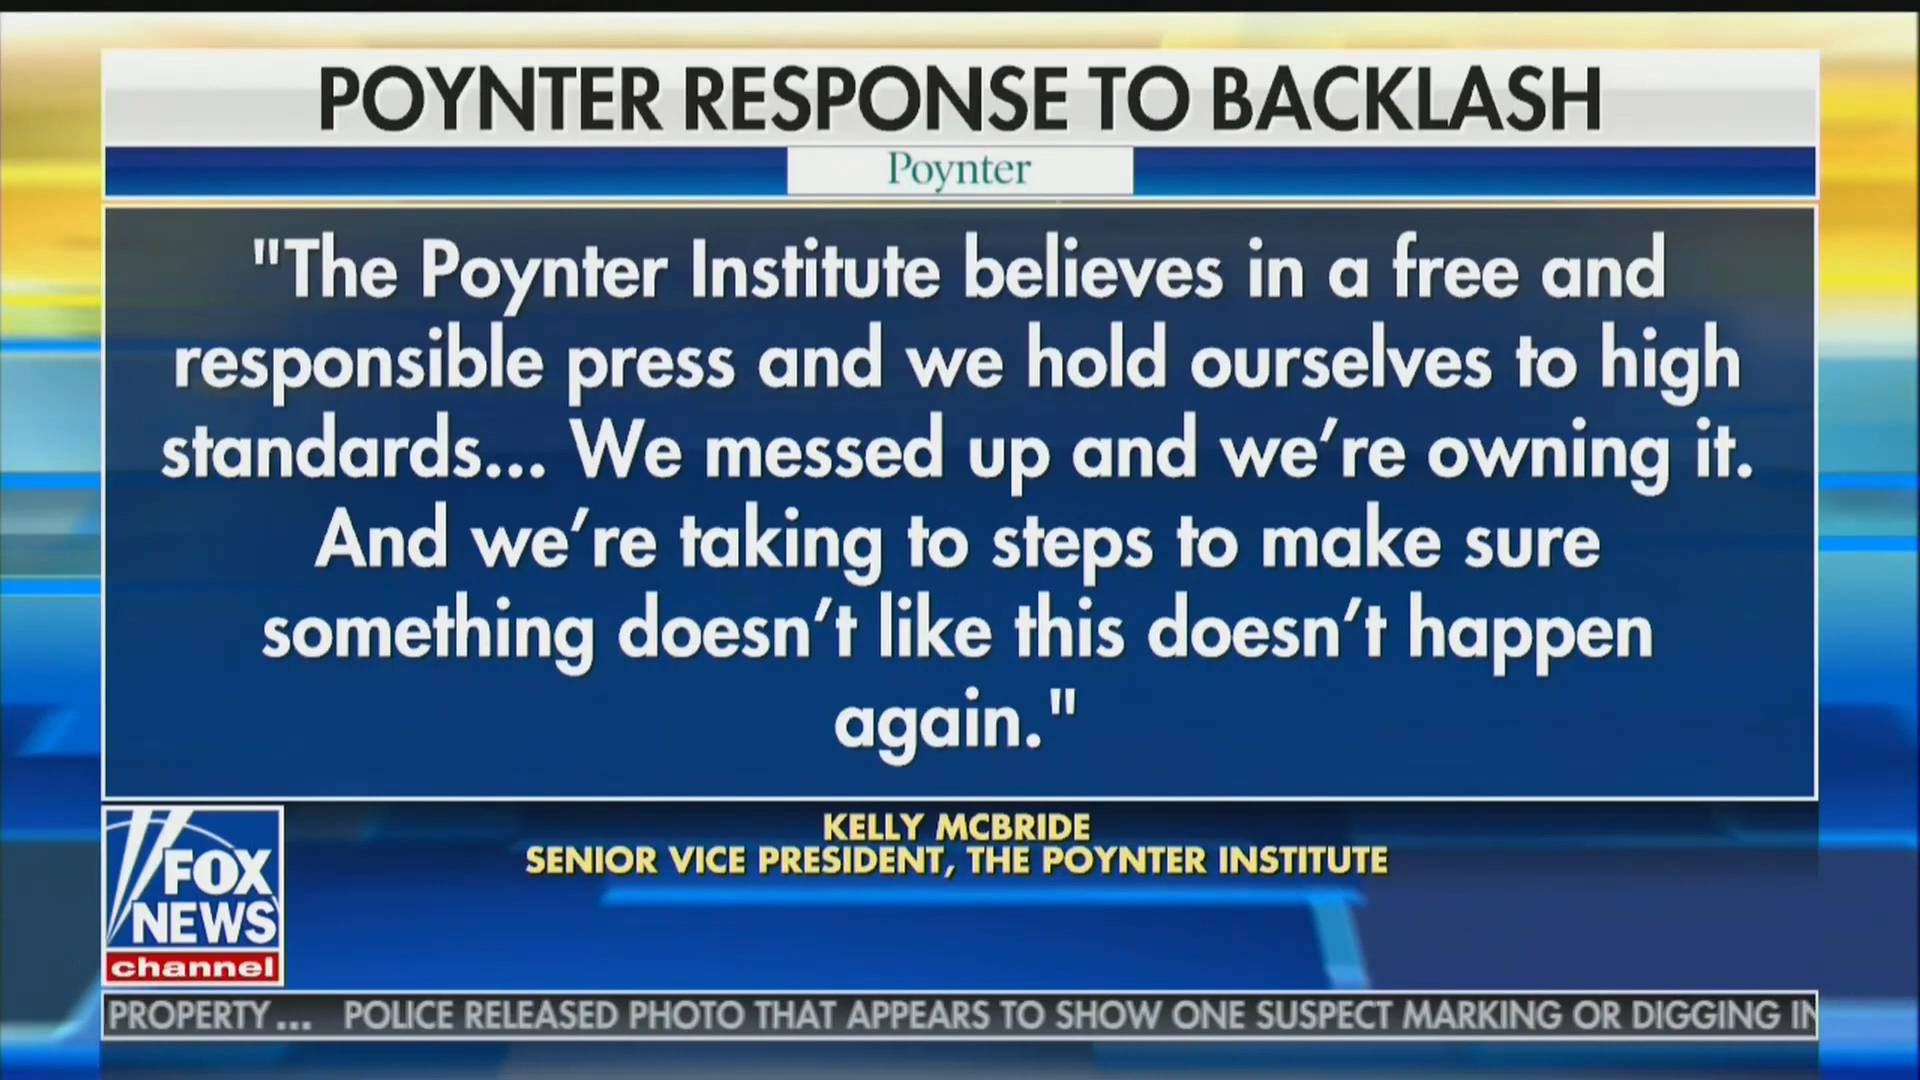 POYNTER RESPONSE TO BACKLASH
Poynter
"The Poynter Institute believes in a free and
responsible press and we hold ourselves to high
standards... We messed up and we're owning it.
And we're taking to steps to make sure
something doesn't like this doesn't happen
again."
KELLY MCBRIDE
SENIOR VICE PRESIDENT, THE POYNTER INSTITUTE
FOX
NEWS
channel
PROPERTY... POLICE RELEASED PHOTO THAT APPEARS TO SHOW ONE SUSPECT MARKING OR DIGGING IN